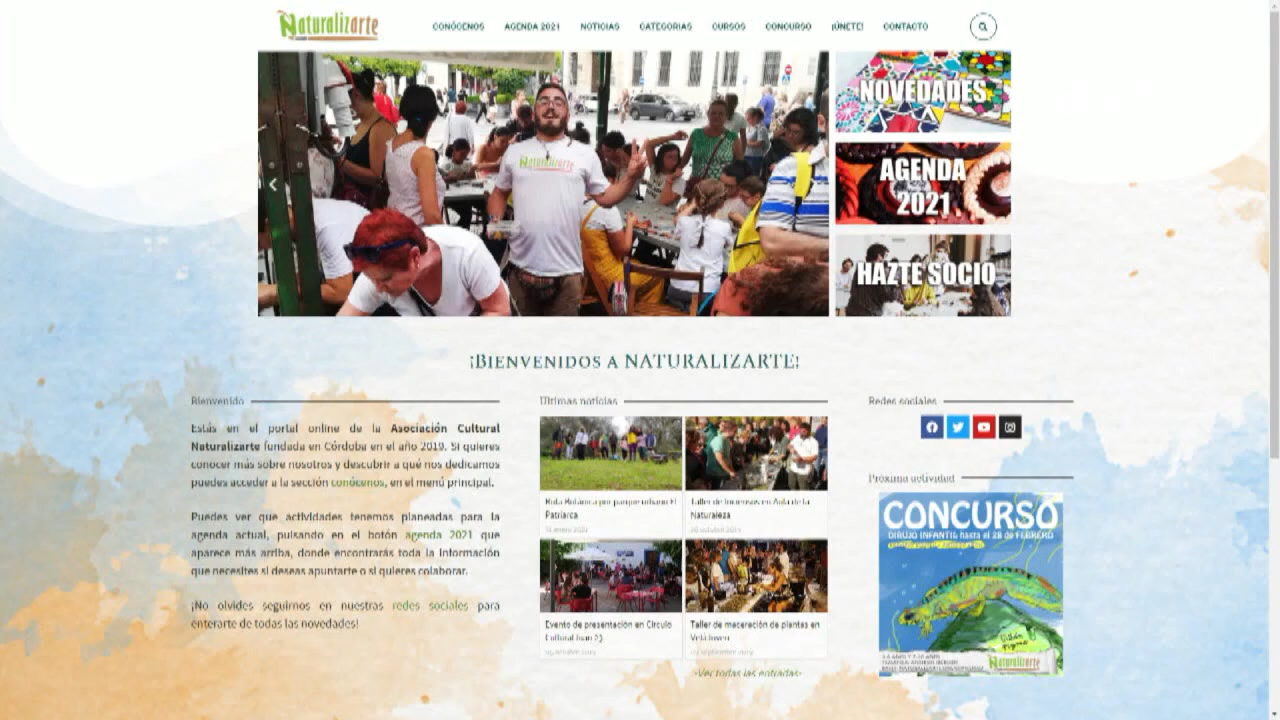 Naturalizarte
CONÓCENOS AGENDA 2021 NOTICIAS CATEGORIAS CURSOS CONCURSO ¡ÚNETE! CONTACTO
Naturalizarte
NOVEDADES
AGENDA
2021
HAZTE SOCIO
¡BIENVENIDOS A NATURALIZARTE!
Bienvenido
Estás en el portal online de la Asociación Cultural
Naturalizarte fundada en Córdoba en el año 2019. Si quieres
conocer más sobre nosotros y descubrir a qué nos dedicamos
puedes acceder a la sección conócenos, en el menú principal.
Puedes ver que actividades tenemos planeadas para la
agenda actual, pulsando en el botón agenda 2021 que
aparece más arriba, donde encontrarás toda la información
que necesites si deseas apuntarte o si quieres colaborar.
¡No olvides seguirnos en nuestras redes sociales para
enterarte de todas las novedades!
Ultimas noticias
Ruta Botánica por parque urbano El
Patriarca
Taller de Inciensos en Aula de la
Naturaleza
Evento de presentación en Círculo
Cultural Juan 23
Taller de maceración de plantas en
Velá Joven
-Ver todas las entradas-
Redes sociales
Próxima actividad
CONCURSO
DIBUJO INFANTIL hasta el 28 de FEBRERO
Naturalizarte